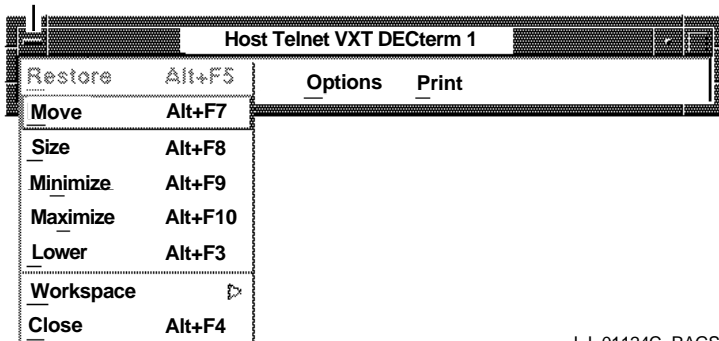 Host Telnet VXT DECterm 1
Restore Alt+F5
Options Print
Move Alt+F7
Size Alt+F8
Minimize Alt+F9
Maximize Alt+F10
Lower Alt+F3
Workspace
Close Alt+F4